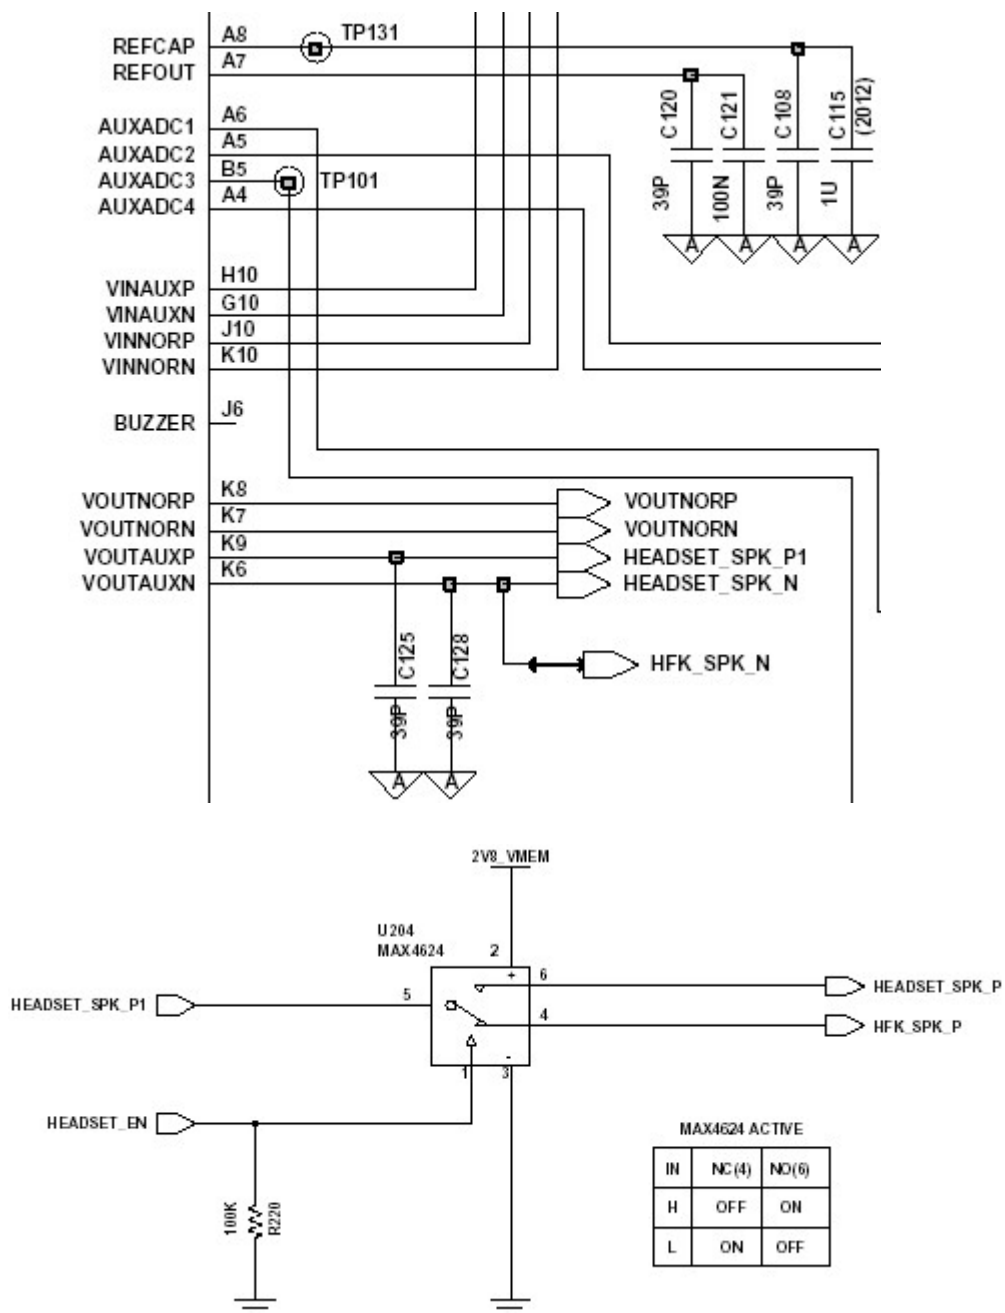 REFCAP A8 TP131
REFOUT A7
C120 C121 C108 C115 (2012)
39P 100N 39P 1U
A A A A
AUXADC1 A6
AUXADC2 A5
AUXADC3 B5 TP101
AUXADC4 A4
VINAUXP H10
VINAUXN G10
VINNORP J10
VINNORN K10
BUZZER J6
VOUTNORP K8 VOUTNORP
VOUTNORN K7 VOUTNORN
VOUTAUXP K9 HEADSET_SPK_P1
VOUTAUXN K6 HEADSET_SPK_N
C125 C128 HFK_SPK_N
39P 39P
A A
2V8_VMEM
U204
MAX4624 2
+ 6
HEADSET_SPK_P1 5 HEADSET_SPK_P
4 HFK_SPK_P
-
1 3
HEADSET_EN
100K R220
MAX4624 ACTIVE
IN NC(4) NO(6)
H OFF ON
L ON OFF